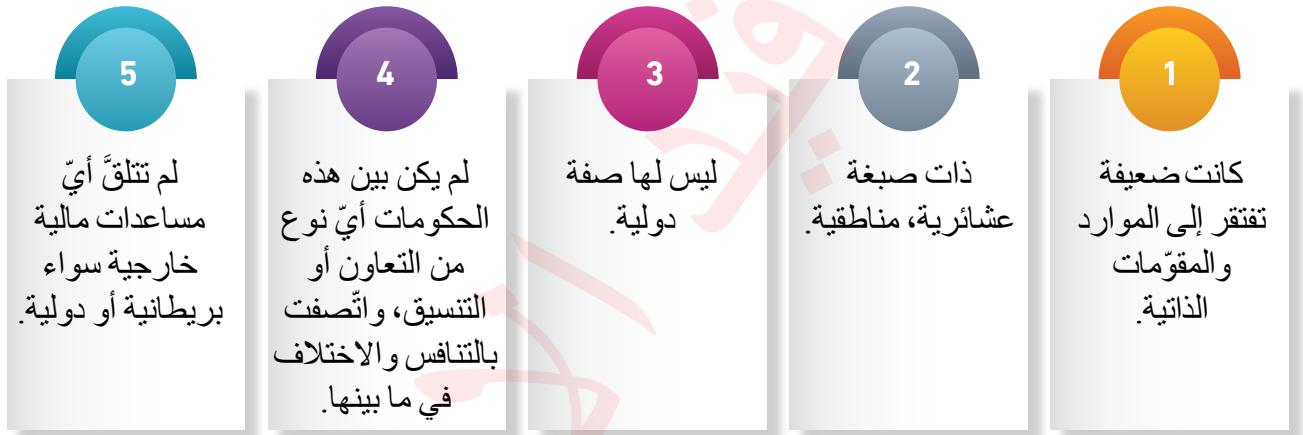 1
كانت ضعيفة
تفتقر إلى الموارد
والمقوّمات
الذاتية.
2
ذات صبغة
عشائرية، مناطقية.
3
ليس لها صفة
دولية.
4
لم يكن بين هذه
الحكومات أيّ نوع
من التعاون أو
التنسيق، واتّصفت
بالتنافس والاختلاف
في ما بينها.
5
لم تتلقَّ أيّ
مساعدات مالية
خارجية سواء
بريطانية أو دولية.